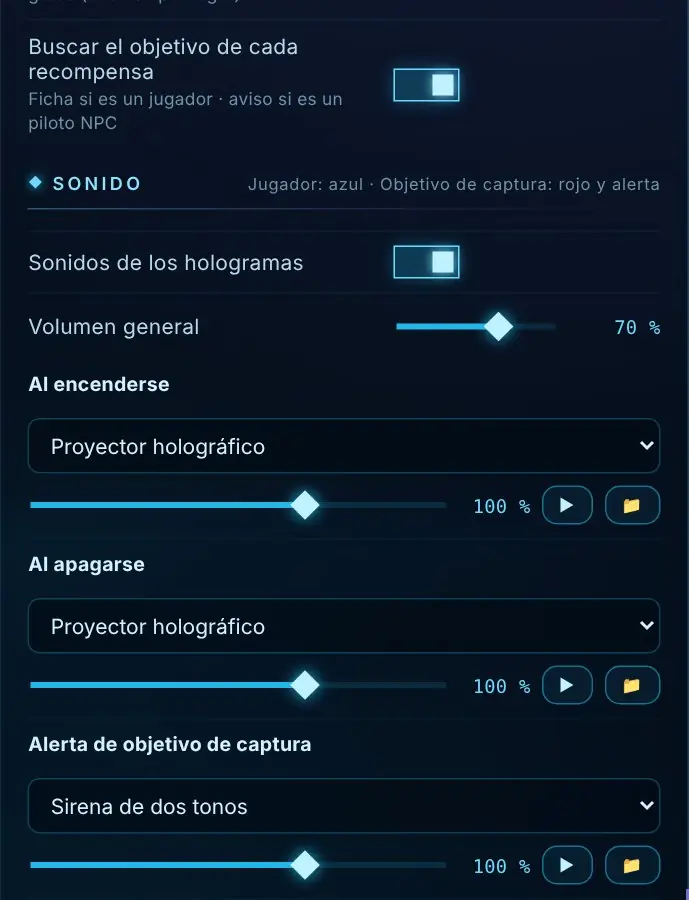 Buscar el objetivo de cada
recompensa
Ficha si es un jugador · aviso si es un
piloto NPC
SONIDO
Jugador: azul · Objetivo de captura: rojo y alerta
Sonidos de los hologramas
Volumen general
70 %
Al encenderse
Proyector holográfico
100 %
Al apagarse
Proyector holográfico
100 %
Alerta de objetivo de captura
Sirena de dos tonos
100 %